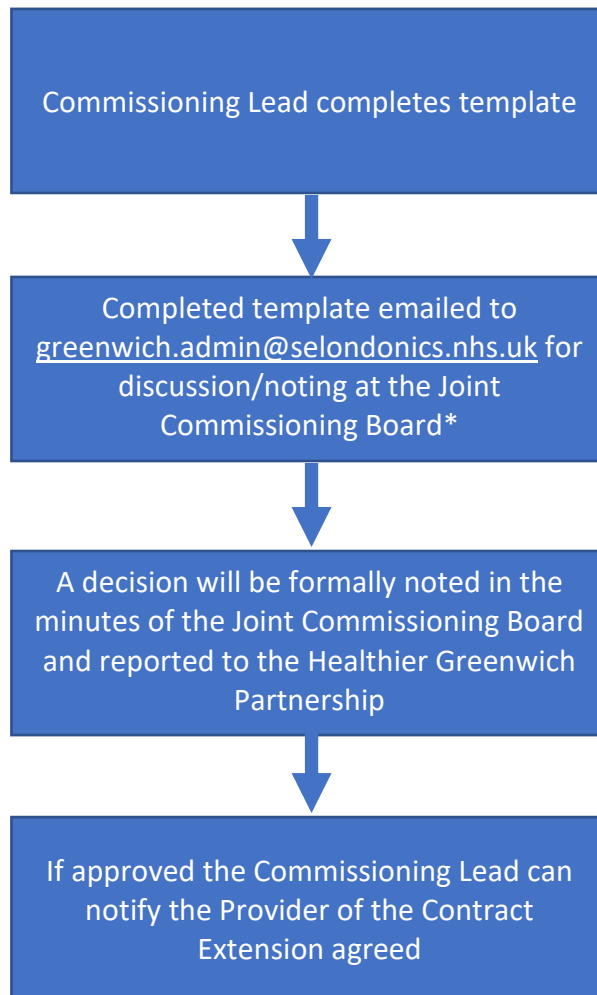 Commissioning Lead completes template
Completed template emailed to
greenwich.admin@selondonics.nhs.uk for
discussion/noting at the Joint
Commissioning Board*
A decision will be formally noted in the
minutes of the Joint Commissioning Board
and reported to the Healthier Greenwich
Partnership
If approved the Commissioning Lead can
notify the Provider of the Contract
Extension agreed